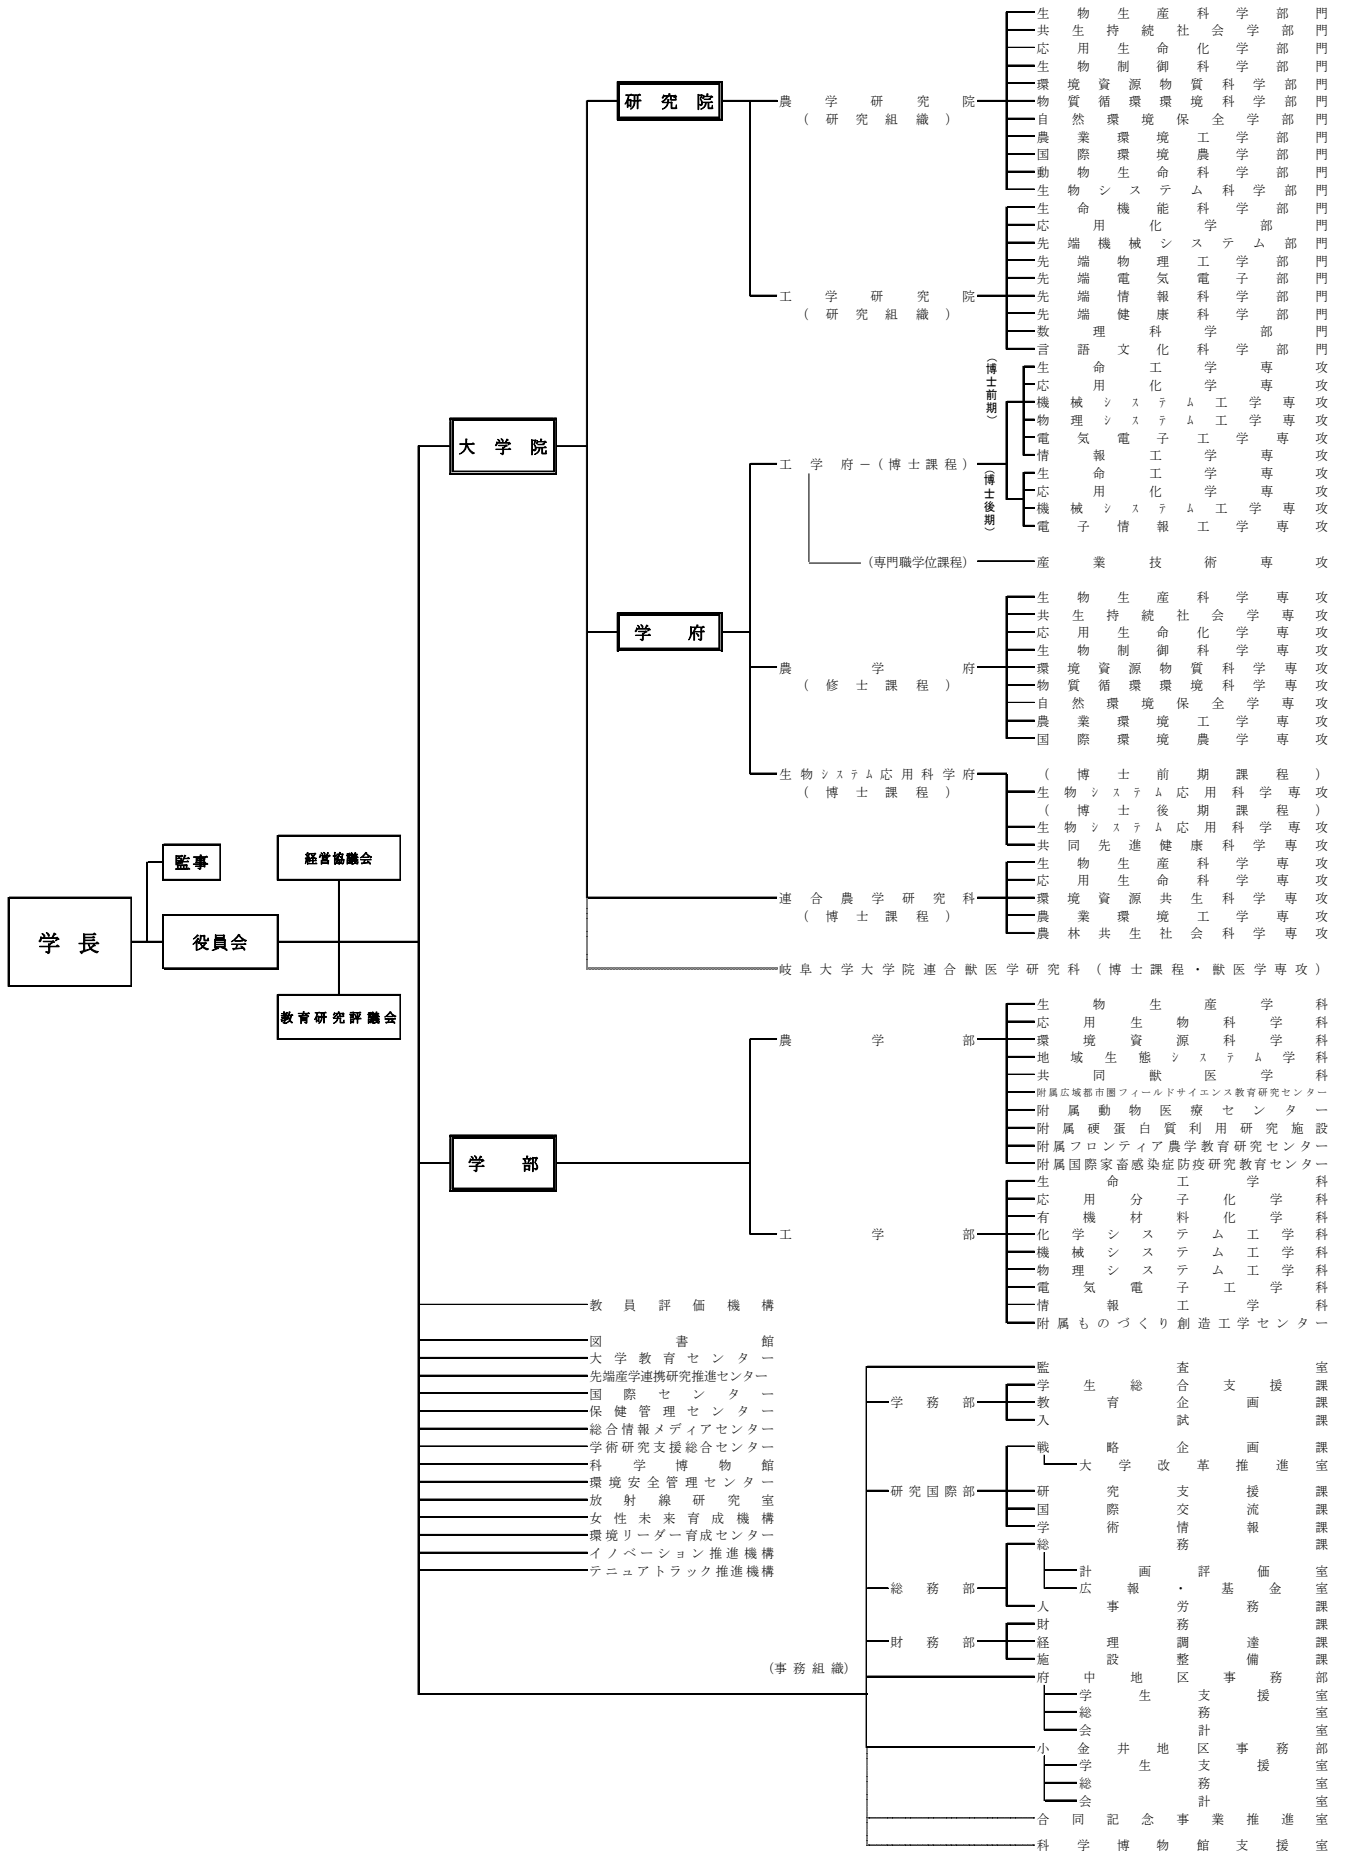 学長
監事
役員会
経営協議会
教育研究評議会
大学院
研究院
農学研究院
(研究組織)
生物生産科学部門
共生持続社会学部門
応用生命化学部門
生物制御科学部門
環境資源物質科学部門
物質循環環境科学部門
自然環境保全学部門
農業環境工学部門
国際環境農学部門
動物生命科学部門
生物システム科学部門
工学研究院
(研究組織)
生命機能科学部門
応用化学部門
先端機械システム部門
先端物理工学部門
先端電気電子部門
先端情報科学部門
先端健康科学部門
数理科学部門
言語文化科学部門
学府
工学府－(博士課程)
(博士前期)
生命工学専攻
応用化学専攻
機械システム工学専攻
物理システム工学専攻
電気電子工学専攻
情報工学専攻
(博士後期)
生命工学専攻
応用化学専攻
機械システム工学専攻
電子情報工学専攻
(専門職学位課程)
産業技術専攻
農学府
(修士課程)
生物生産科学専攻
共生持続社会学専攻
応用生命化学専攻
生物制御科学専攻
環境資源物質科学専攻
物質循環環境科学専攻
自然環境保全学専攻
農業環境工学専攻
国際環境農学専攻
生物システム応用科学府
(博士課程)
(博士前期課程)
生物システム応用科学専攻
(博士後期課程)
生物システム応用科学専攻
共同先進健康科学専攻
連合農学研究科
(博士課程)
生物生産科学専攻
応用生命科学専攻
環境資源共生科学専攻
農業環境工学専攻
農林共生社会科学専攻
岐阜大学大学院連合獣医学研究科(博士課程・獣医学専攻)
学部
農学部
生物生産学科
応用生物科学科
環境資源科学科
地域生態システム学科
共同獣医学科
附属広域都市圏フィールドサイエンス教育研究センター
附属動物医療センター
附属硬蛋白質利用研究施設
附属フロンティア農学教育研究センター
附属国際家畜感染症防疫研究教育センター
工学部
生命工学科
応用分子化学科
有機材料化学科
化学システム工学科
機械システム工学科
物理システム工学科
電気電子工学科
情報工学科
附属ものづくり創造工学センター
教員評価機構
図書館
大学教育センター
先端産学連携研究推進センター
国際センター
保健管理センター
総合情報メディアセンター
学術研究支援総合センター
科学博物館
環境安全管理センター
放射線研究室
女性未来育成機構
環境リーダー育成センター
イノベーション推進機構
テニュアトラック推進機構
(事務組織)
監査室
学務部
学生総合支援課
教育企画課
入試課
研究国際部
戦略企画課
大学改革推進室
研究支援課
国際交流課
学術情報課
総務部
総務課
計画評価室
広報・基金室
人事労務課
財務部
財務課
経理調達課
施設整備課
府中地区事務部
学生支援室
総務室
会計室
小金井地区事務部
学生支援室
総務室
会計室
合同記念事業推進室
科学博物館支援室